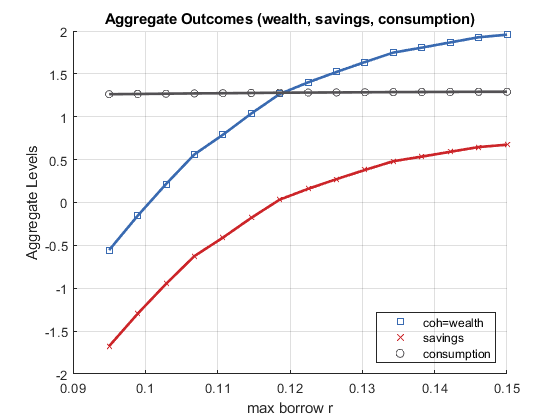 Aggregate Outcomes (wealth, savings, consumption)
2
1.5
1
0.5
0
-0.5
-1
-1.5
-2
Aggregate Levels
coh=wealth
savings
consumption
0.09 0.1 0.11 0.12 0.13 0.14 0.15
max borrow r